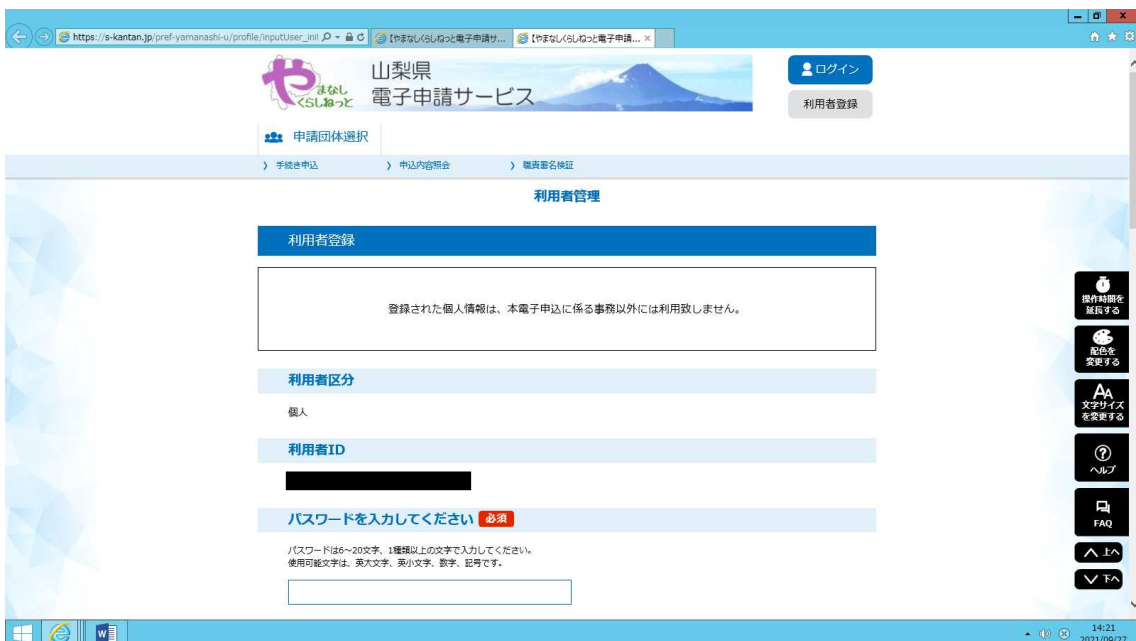 https://s-kantan.jp/pref-yamanashi-u/profile/inputUser_init
【やまなしくらしねっと電子申請サ...
【やまなしくらしねっと電子申請... ×
やまなしくらしねっと
山梨県
電子申請サービス
ログイン
利用者登録
申請団体選択
手続き申込
申込内容照会
職責署名検証
利用者管理
利用者登録
登録された個人情報は、本電子申込に係る事務以外には利用致しません。
利用者区分
個人
利用者ID
パスワードを入力してください 必須
パスワードは6～20文字、1種類以上の文字で入力してください。
使用可能文字は、英大文字、英小文字、数字、記号です。
操作時間を
延長する
配色を
変更する
AA
文字サイズ
を変更する
ヘルプ
FAQ
上へ
下へ
14:21
2021/09/27